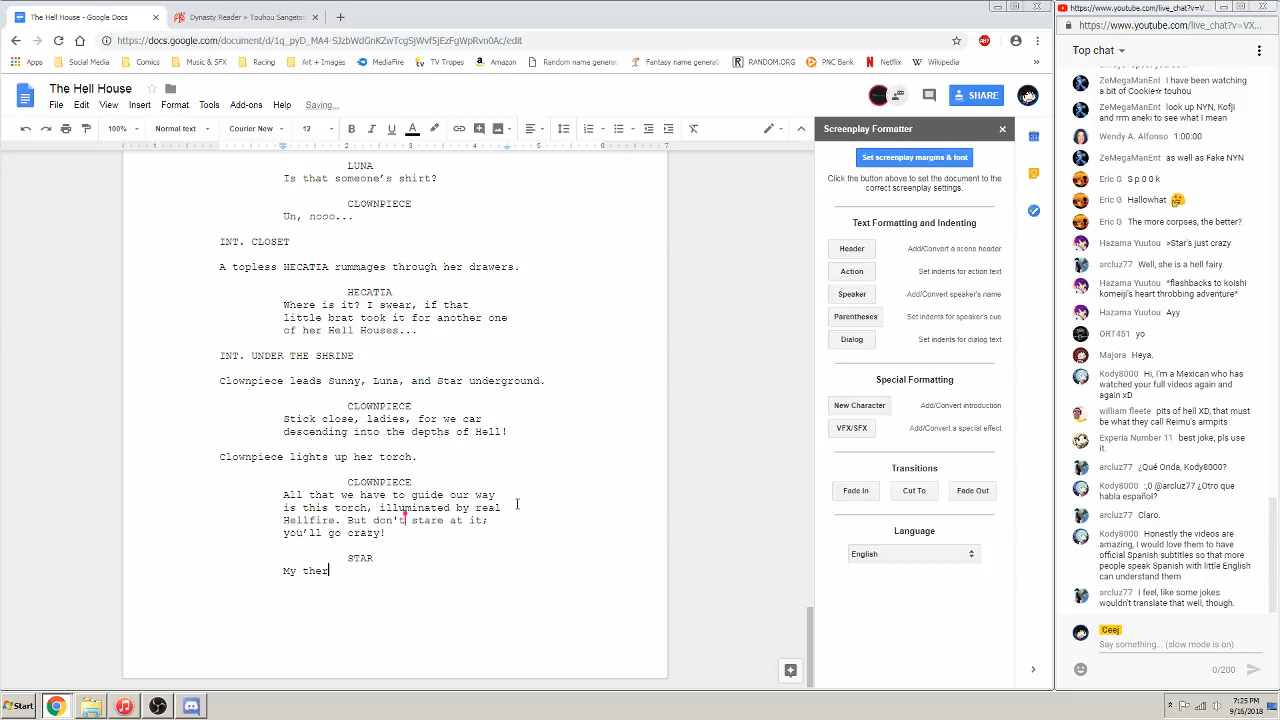 The Hell House - Google Docs
Dynasty Reader » Touhou Sangets
https://www.youtube.com/live_chat?v=V...
https://docs.google.com/document/d/1q_pyD_MA4-SJzbWdGnKZwTcgSjWvf5jEzFgWpRvn0Ac/edit
https://www.youtube.com/live_chat?v=VX...
Apps
Social Media
Comics
Music & SFX
Racing
Art + Images
MediaFire
TV Tropes
Amazon
Random name genera
Fantasy name generat
RANDOM.ORG
PNC Bank
Netflix
Wikipedia
The Hell House
File Edit View Insert Format Tools Add-ons Help Saving...
SHARE
100% Normal text Courier New 12
LUNA
Is that someone's shirt?
CLOWNPIECE
Un, nooo...
INT. CLOSET
A topless HECATIA rummages through her drawers.
HECATIA
Where is it? I swear, if that
little brat took it for another one
of her Hell Houses...
INT. UNDER THE SHRINE
Clownpiece leads Sunny, Luna, and Star underground.
CLOWNPIECE
Stick close, ladies, for we car
descending into the depths of Hell!
Clownpiece lights up her torch.
CLOWNPIECE
All that we have to guide our way
is this torch, illuminated by real
Hellfire. But don't stare at it;
you'll go crazy!
STAR
My ther
Screenplay Formatter
Set screenplay margins & font
Click the button above to set the document to the
correct screenplay settings.
Text Formatting and Indenting
Header Add/Convert a scene header
Action Set indents for action text
Speaker Add/Convert speaker's name
Parentheses Set indents for speaker's cue
Dialog Set indents for dialog text
Special Formatting
New Character Add/Convert introduction
VFX/SFX Add/Convert a special effect
Transitions
Fade In Cut To Fade Out
Language
English
Top chat
ZeMegaManEnt I have been watching
a bit of Cookie☆ touhou
ZeMegaManEnt look up NYN, Kofji
and rrm aneki to see what I mean
Wendy A. Alfonso 1:00:00
ZeMegaManEnt as well as Fake NYN
Eric G S p 0 0 k
Eric G Hallowhat
Eric G The more corpses, the better?
Hazama Yuutou >Star's just crazy
arcluz77 Well, she is a hell fairy.
Hazama Yuutou *flashbacks to koishi
komeiji's heart throbbing adventure*
Hazama Yuutou Ayy
ORT451 yo
Majora Heya.
Kody8000 Hi, I'm a Mexican who has
watched your full videos again and
again xD
william fleete pits of hell XD, that must
be what they call Reimu's armpits
Experia Number 11 best joke, pls use
it.
arcluz77 ¿Qué Onda, Kody8000?
Kody8000 :,0 @arcluz77 ¿Otro que
habla español?
arcluz77 Claro.
Kody8000 Honestly the videos are
amazing, I would love them to have
official Spanish subtitles so that more
people speak Spanish with little English
can understand them
arcluz77 I feel, like some jokes
wouldn't translate that well, though.
Ceej
Say something... (slow mode is on)
0/200
Start
7:25 PM
9/16/2018